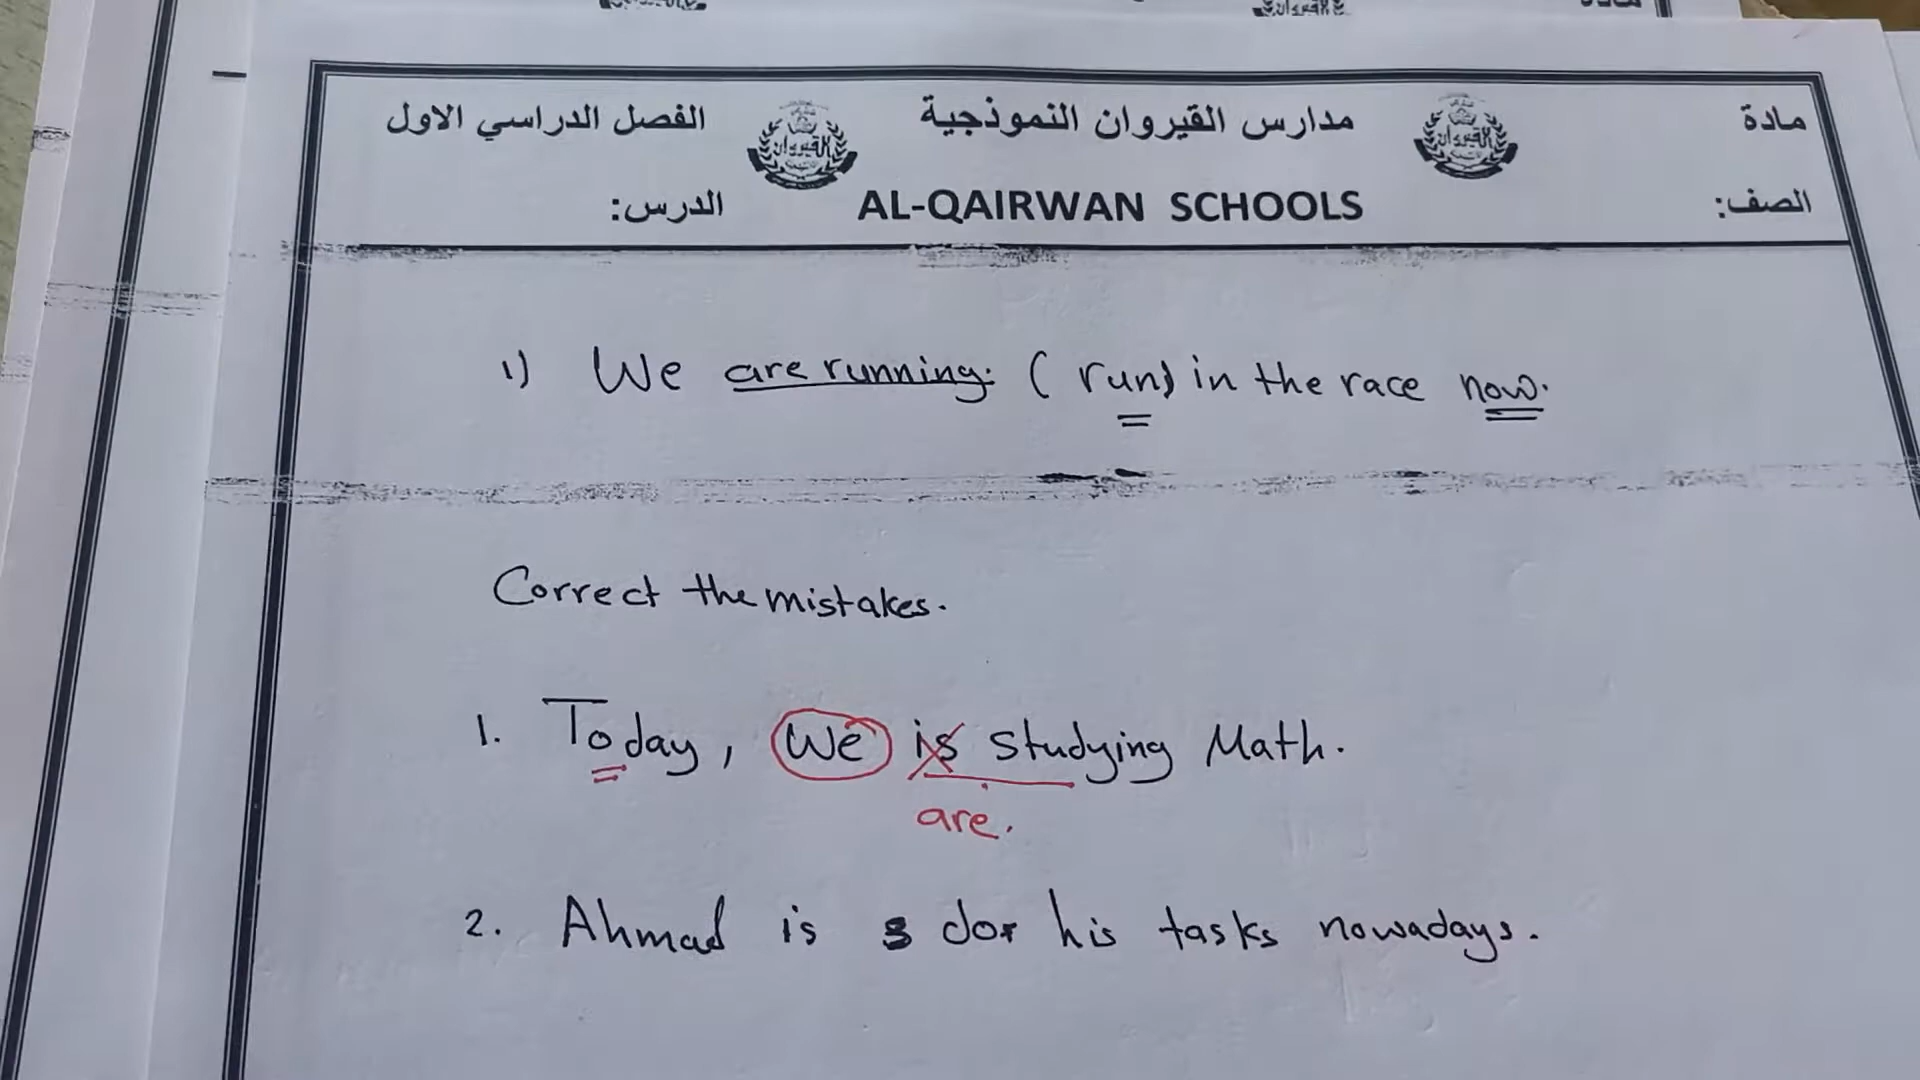 مادة مدارس القيروان النموذجية الفصل الدراسي الاول
الصف: AL-QAIRWAN SCHOOLS الدرس:
1) We are running. (run) in the race now.
Correct the mistakes.
1. Today, we is studying Math.
are.
2. Ahmad is do his tasks nowadays.